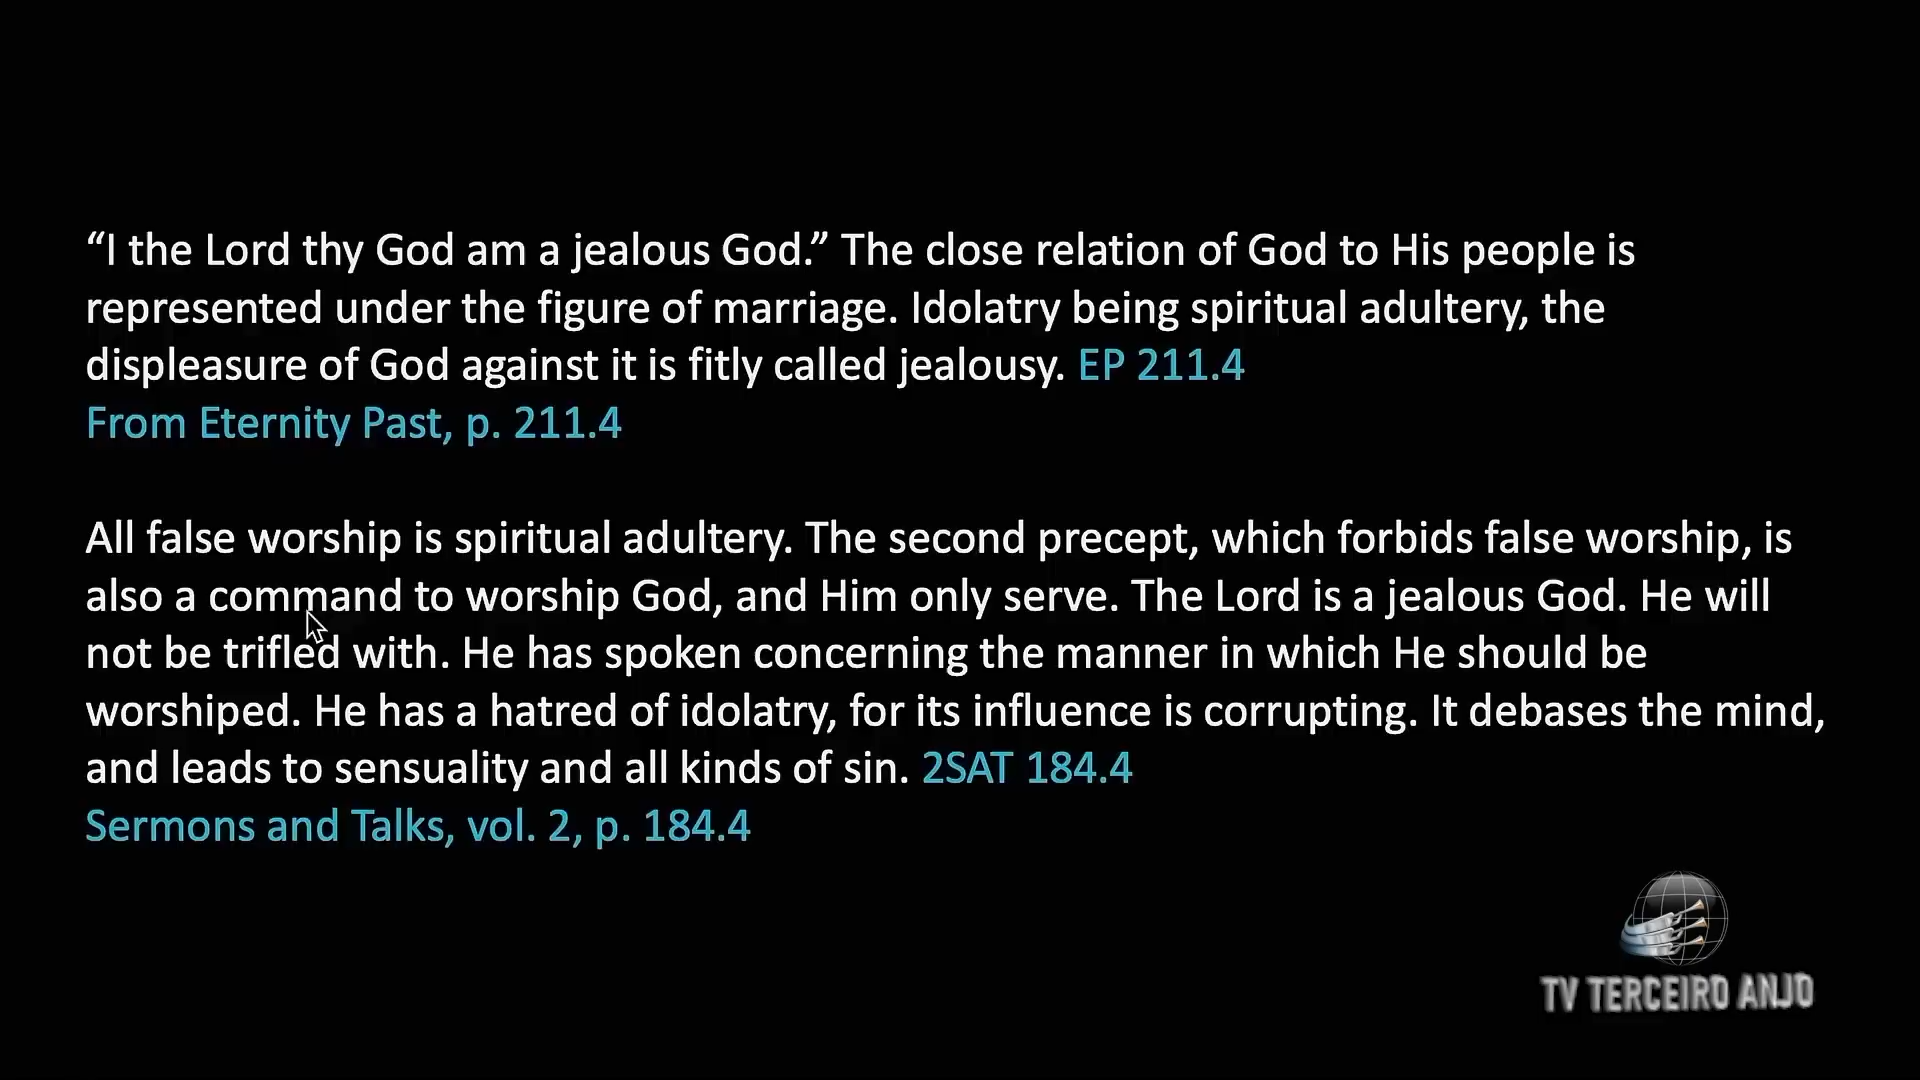 “I the Lord thy God am a jealous God.” The close relation of God to His people is
represented under the figure of marriage. Idolatry being spiritual adultery, the
displeasure of God against it is fitly called jealousy. EP 211.4
From Eternity Past, p. 211.4
All false worship is spiritual adultery. The second precept, which forbids false worship, is
also a command to worship God, and Him only serve. The Lord is a jealous God. He will
not be trifled with. He has spoken concerning the manner in which He should be
worshiped. He has a hatred of idolatry, for its influence is corrupting. It debases the mind,
and leads to sensuality and all kinds of sin. 2SAT 184.4
Sermons and Talks, vol. 2, p. 184.4
TV TERCEIRO ANJO